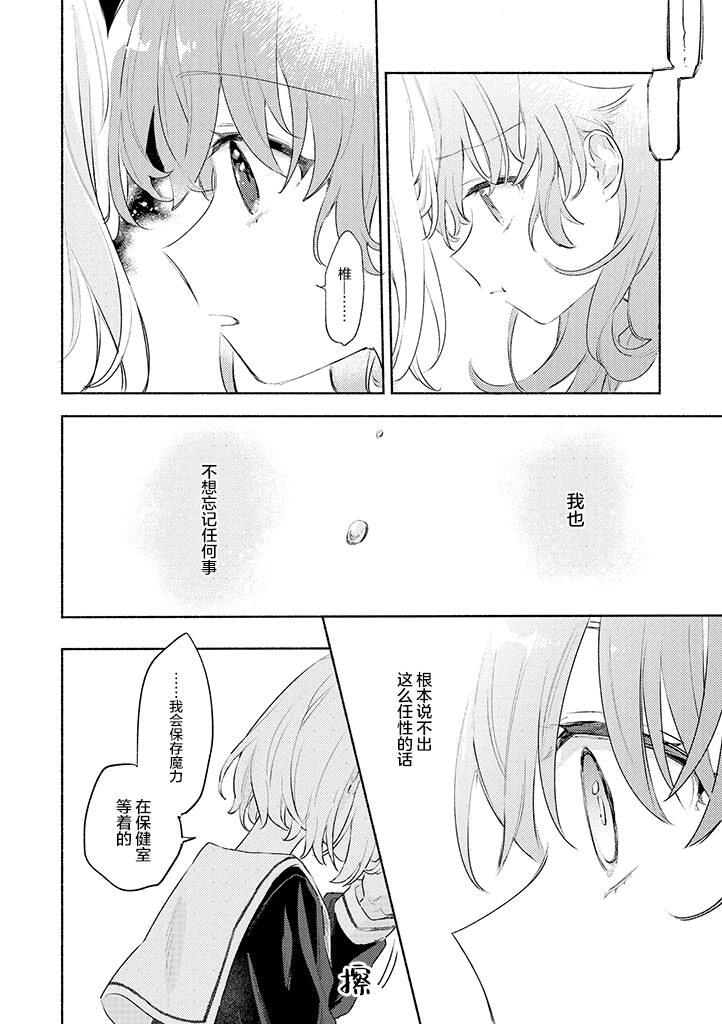 椎……
我也
不想忘记任何事
根本说不出
这么任性的话
……我会保存魔力
在保健室
等着的
擦